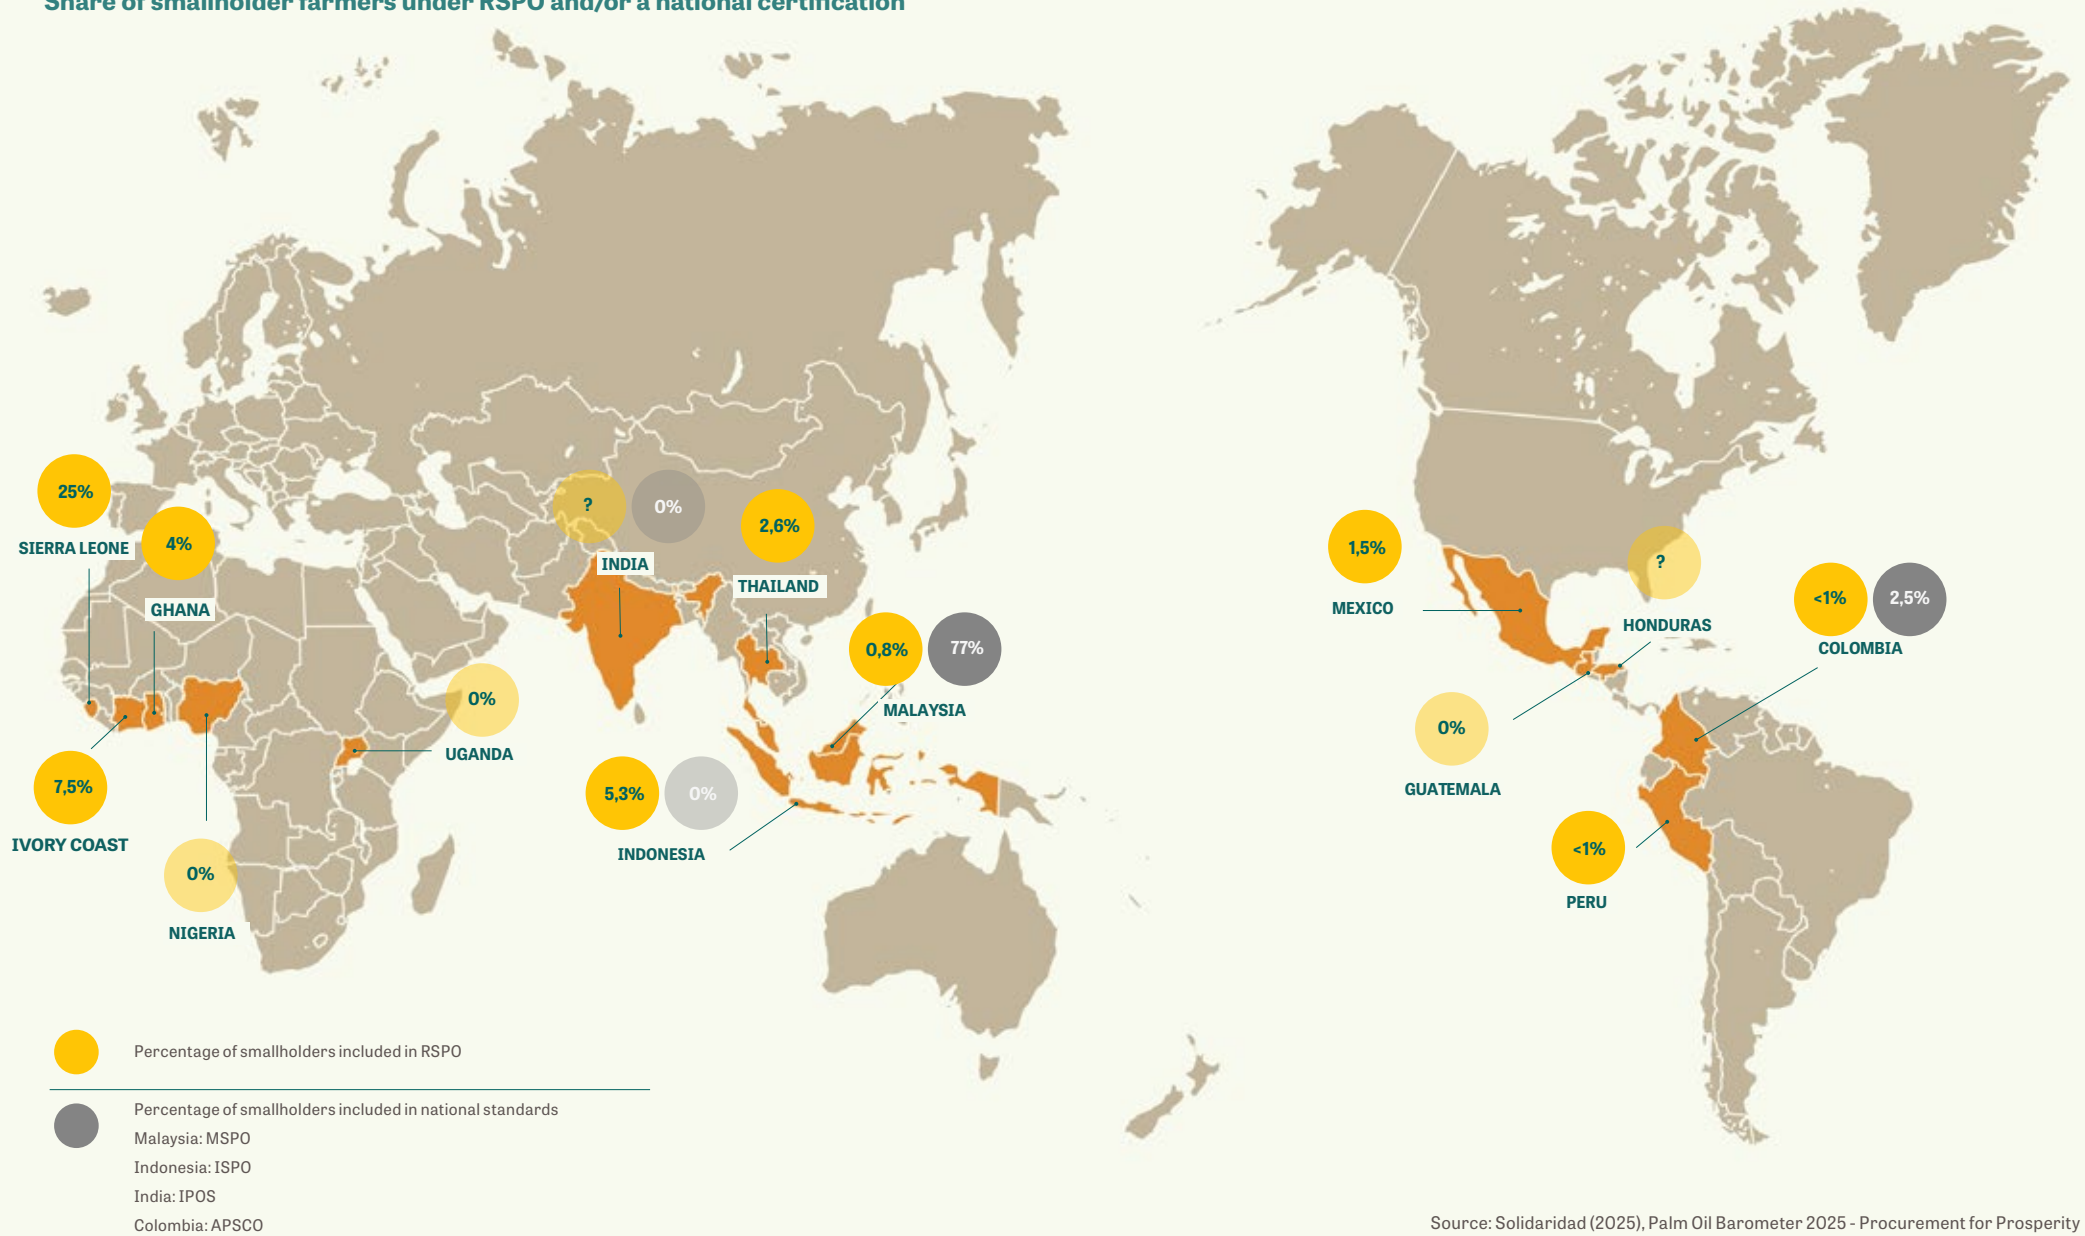 Share of smallholder farmers under RSPO and/or a national certification
25%
SIERRA LEONE
4%
GHANA
7,5%
IVORY COAST
0%
NIGERIA
0%
UGANDA
?
0%
INDIA
2,6%
THAILAND
0,8%
77%
MALAYSIA
5,3%
0%
INDONESIA
1,5%
MEXICO
?
HONDURAS
<1%
2,5%
COLOMBIA
0%
GUATEMALA
<1%
PERU
Percentage of smallholders included in RSPO
Percentage of smallholders included in national standards
Malaysia: MSPO
Indonesia: ISPO
India: IPOS
Colombia: APSCO
Source: Solidaridad (2025), Palm Oil Barometer 2025 - Procurement for Prosperity